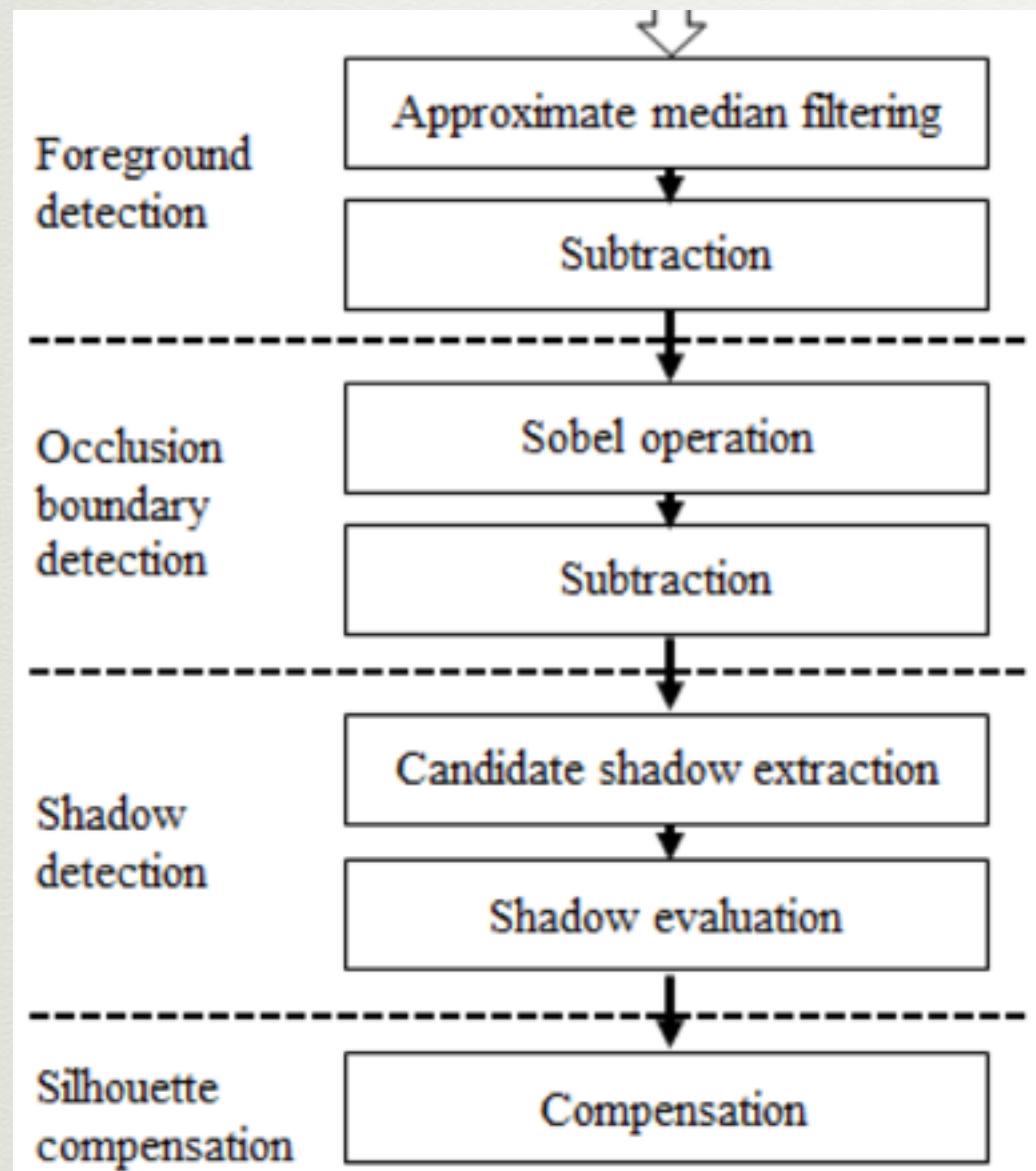 Approximate median filtering
Foreground
detection
Subtraction
Sobel operation
Occlusion
boundary
detection
Subtraction
Candidate shadow extraction
Shadow
detection
Shadow evaluation
Silhouette
compensation
Compensation